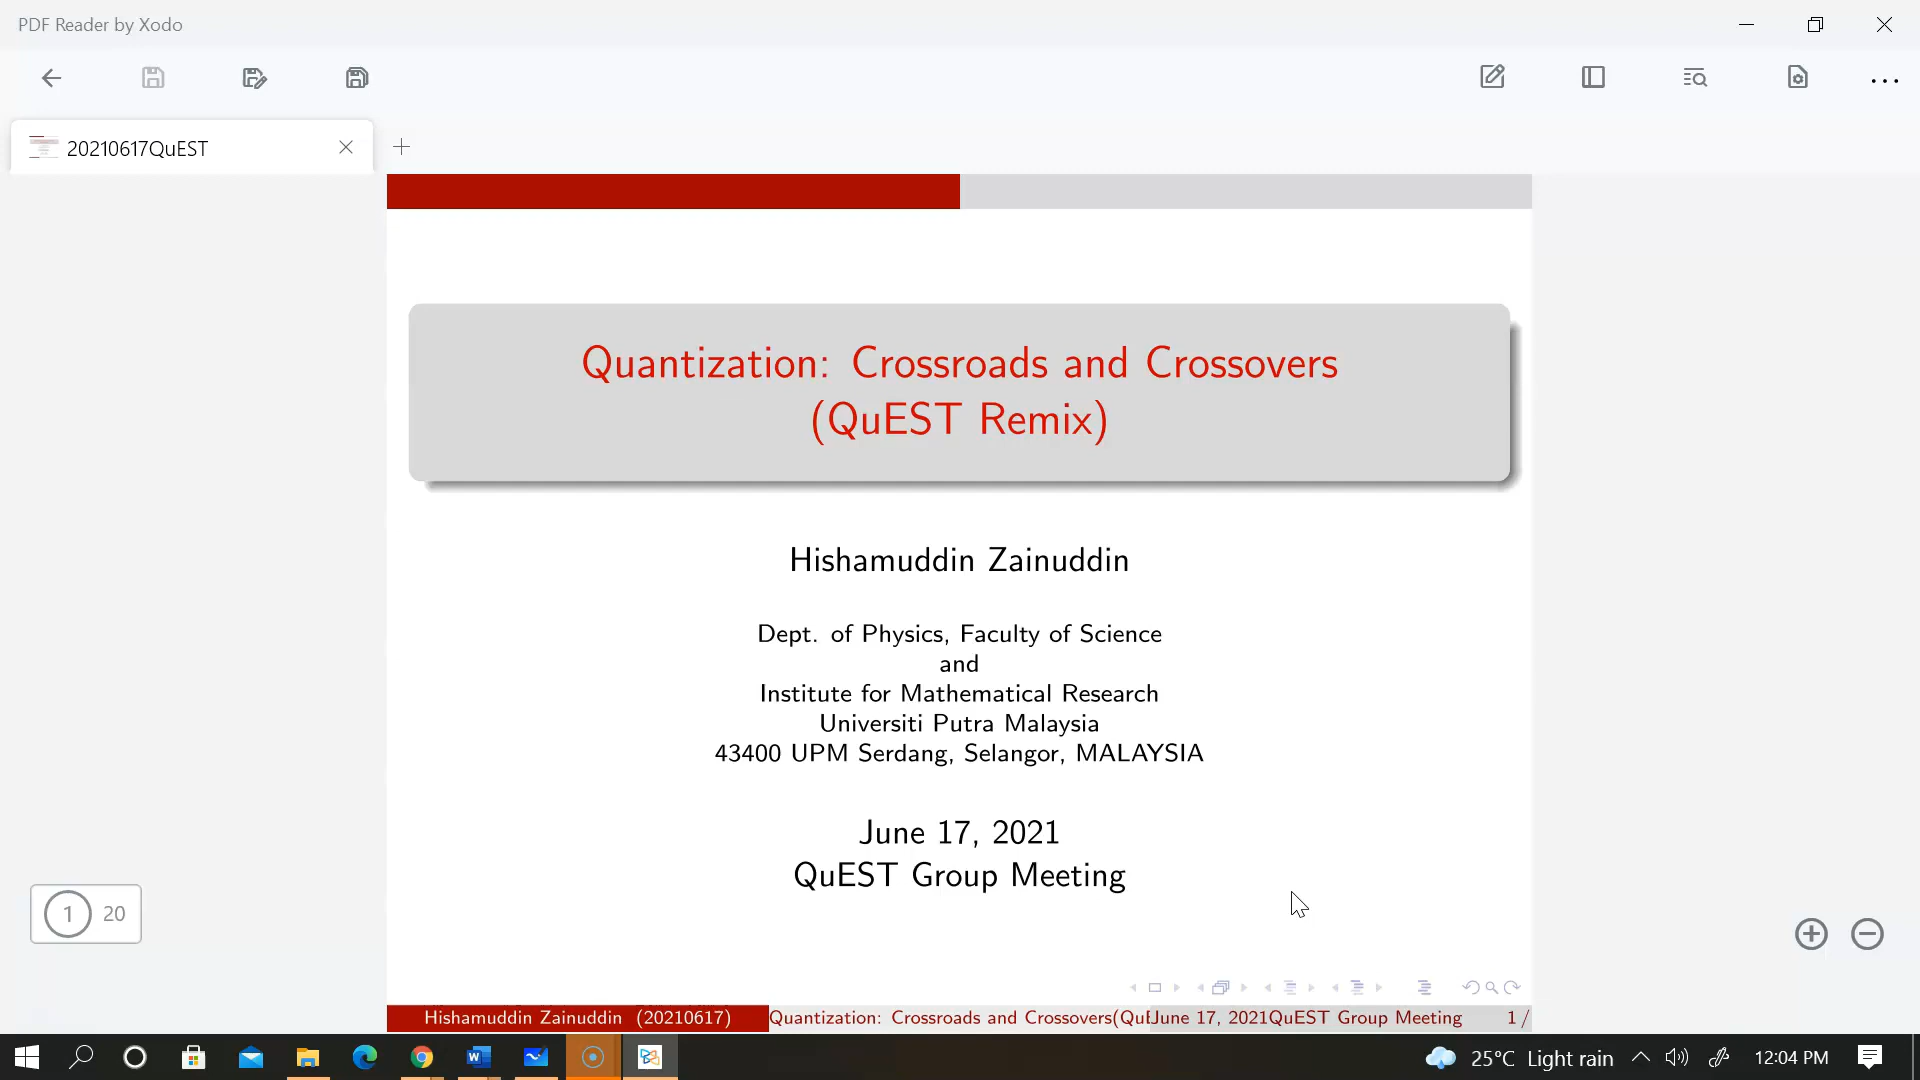 PDF Reader by Xodo
20210617QuEST
Quantization: Crossroads and Crossovers
(QuEST Remix)
Hishamuddin Zainuddin
Dept. of Physics, Faculty of Science
and
Institute for Mathematical Research
Universiti Putra Malaysia
43400 UPM Serdang, Selangor, MALAYSIA
June 17, 2021
QuEST Group Meeting
1 20
Hishamuddin Zainuddin (20210617) Quantization: Crossroads and Crossovers(Qu June 17, 2021QuEST Group Meeting 1 /
25°C Light rain 12:04 PM